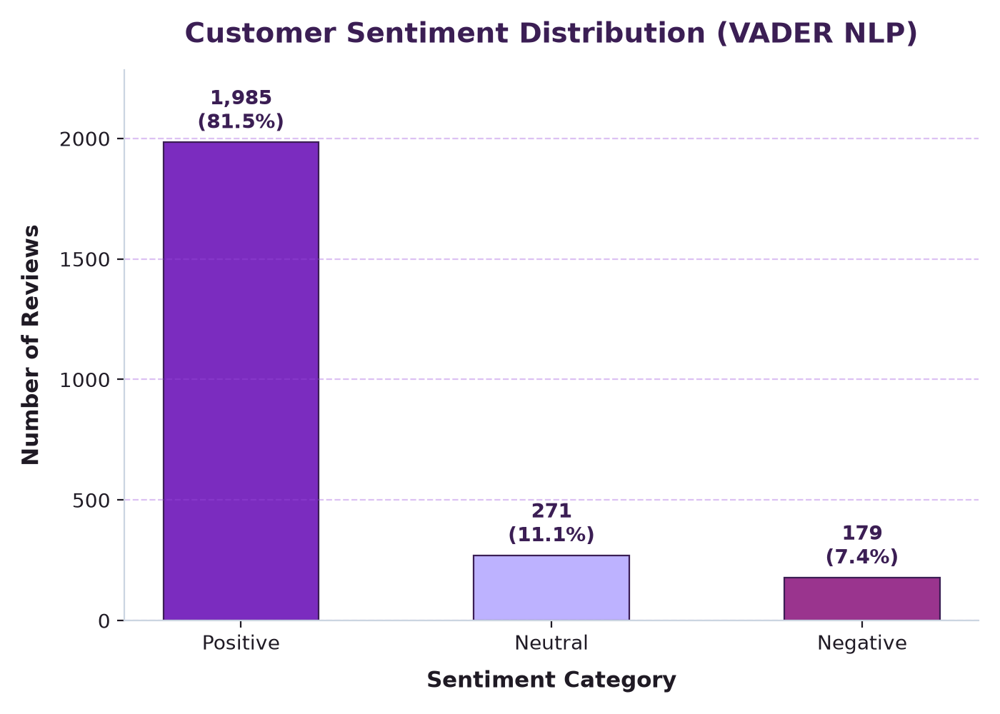 Customer Sentiment Distribution (VADER NLP)
1,985
(81.5%)
2000
1500
1000
500
0
Number of Reviews
271
(11.1%)
179
(7.4%)
Positive
Neutral
Negative
Sentiment Category